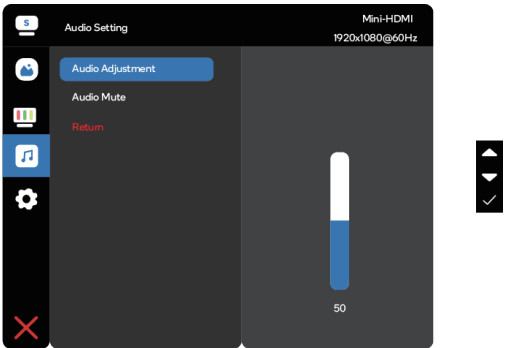 S
Audio Setting
Mini-HDMI
1920x1080@60Hz
Audio Adjustment
Audio Mute
Return
50